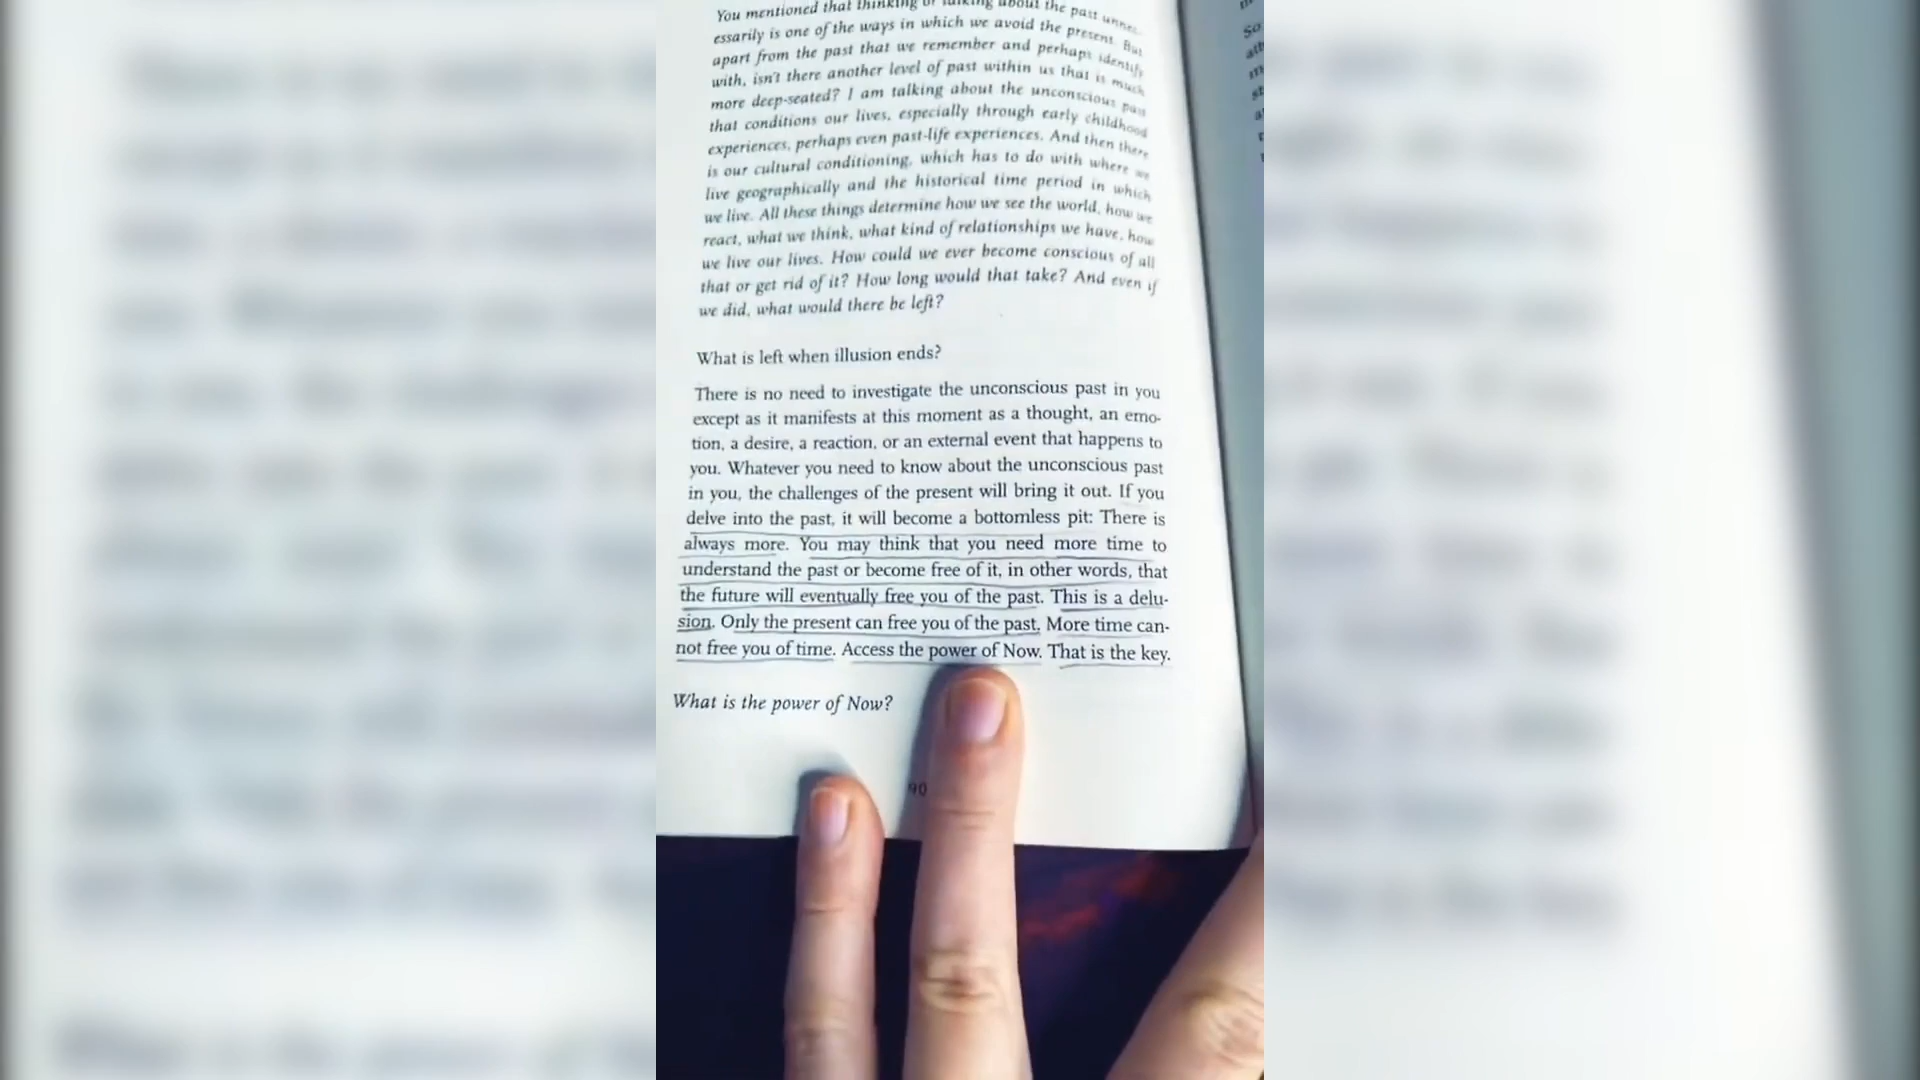 You mentioned that thinking or talking about the past unnec-
essarily is one of the ways in which we avoid the present. But
apart from the past that we remember and perhaps identify
with, isn't there another level of past within us that is much
more deep-seated? I am talking about the unconscious past
that conditions our lives, especially through early childhood
experiences, perhaps even past-life experiences. And then there
is our cultural conditioning, which has to do with where we
live geographically and the historical time period in which
we live. All these things determine how we see the world, how we
react, what we think, what kind of relationships we have, how
we live our lives. How could we ever become conscious of all
that or get rid of it? How long would that take? And even if
we did, what would there be left?
What is left when illusion ends?
There is no need to investigate the unconscious past in you
except as it manifests at this moment as a thought, an emo-
tion, a desire, a reaction, or an external event that happens to
you. Whatever you need to know about the unconscious past
in you, the challenges of the present will bring it out. If you
delve into the past, it will become a bottomless pit: There is
always more. You may think that you need more time to
understand the past or become free of it, in other words, that
the future will eventually free you of the past. This is a delu-
sion. Only the present can free you of the past. More time can-
not free you of time. Access the power of Now. That is the key.
What is the power of Now?
90
So